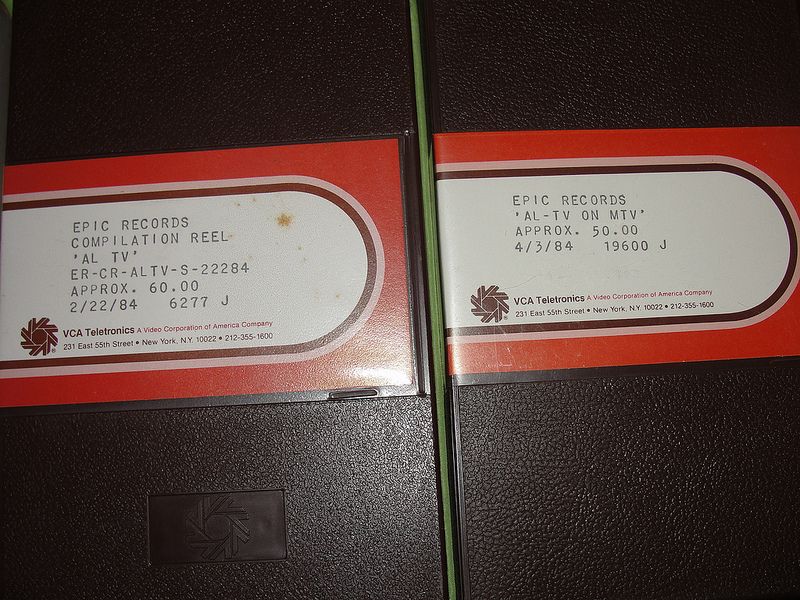 EPIC RECORDS
COMPILATION REEL
'AL TV'
ER-CR-ALTV-S-22284
APPROX. 60.00
2/22/84 6277 J
VCA Teletronics A Video Corporation of America Company
231 East 55th Street • New York, N.Y. 10022 • 212-355-1600
EPIC RECORDS
'AL-TV ON MTV'
APPROX. 50.00
4/3/84 19600 J
VCA Teletronics A Video Corporation of America Company
231 East 55th Street • New York, N.Y. 10022 • 212-355-1600